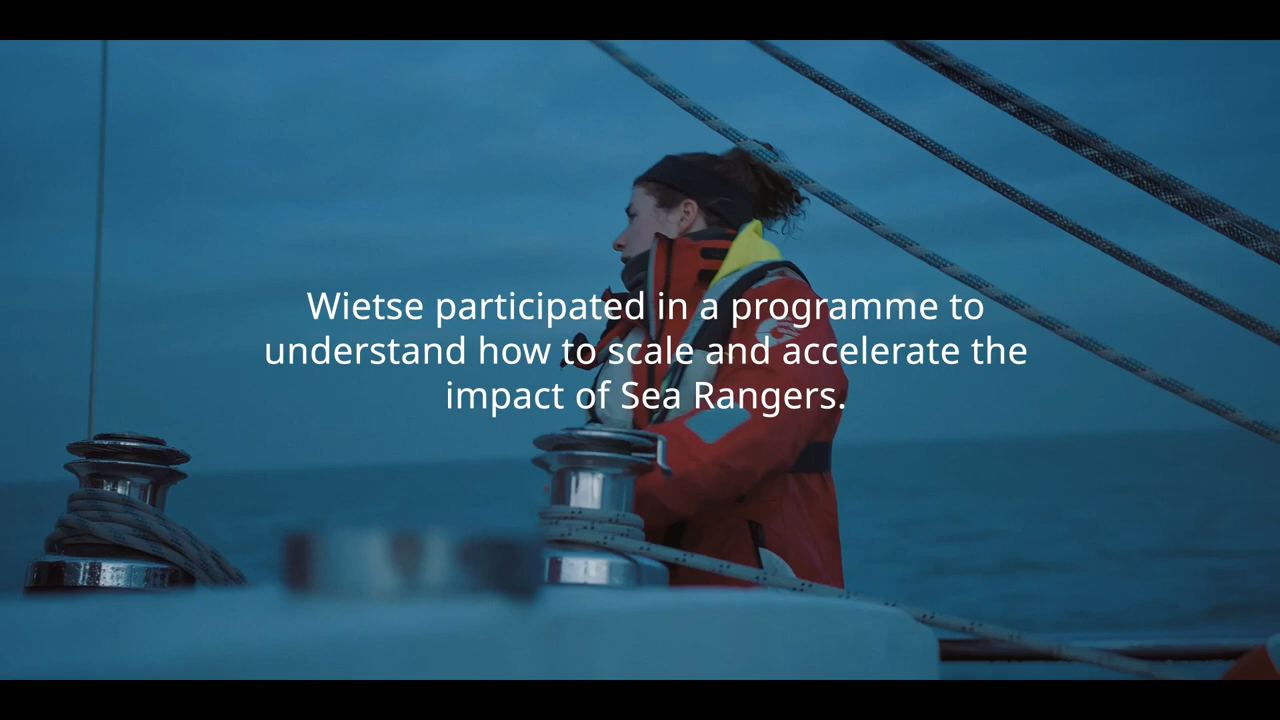 Wietse participated in a programme to
understand how to scale and accelerate the
impact of Sea Rangers.